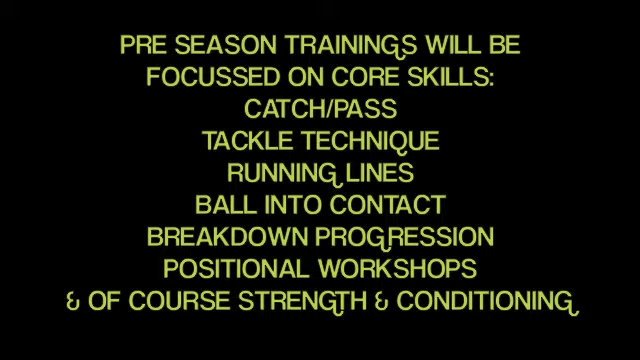 PRE SEASON TRAININGS WILL BE
FOCUSSED ON CORE SKILLS:
CATCH/PASS
TACKLE TECHNIQUE
RUNNING LINES
BALL INTO CONTACT
BREAKDOWN PROGRESSION
POSITIONAL WORKSHOPS
& OF COURSE STRENGTH & CONDITIONING